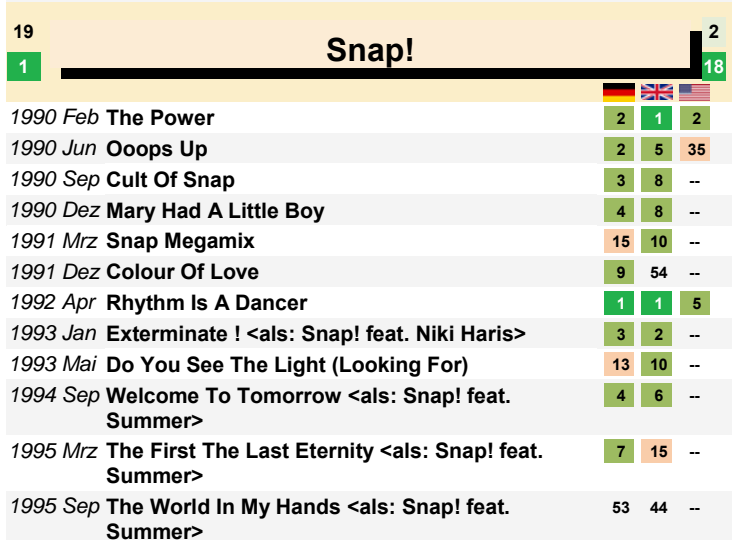 19
Snap!
2
1
18
1990 Feb The Power 2 1 2
1990 Jun Ooops Up 2 5 35
1990 Sep Cult Of Snap 3 8 --
1990 Dez Mary Had A Little Boy 4 8 --
1991 Mrz Snap Megamix 15 10 --
1991 Dez Colour Of Love 9 54 --
1992 Apr Rhythm Is A Dancer 1 1 5
1993 Jan Exterminate ! <als: Snap! feat. Niki Haris> 3 2 --
1993 Mai Do You See The Light (Looking For) 13 10 --
1994 Sep Welcome To Tomorrow <als: Snap! feat. 4 6 --
Summer>
1995 Mrz The First The Last Eternity <als: Snap! feat. 7 15 --
Summer>
1995 Sep The World In My Hands <als: Snap! feat. 53 44 --
Summer>